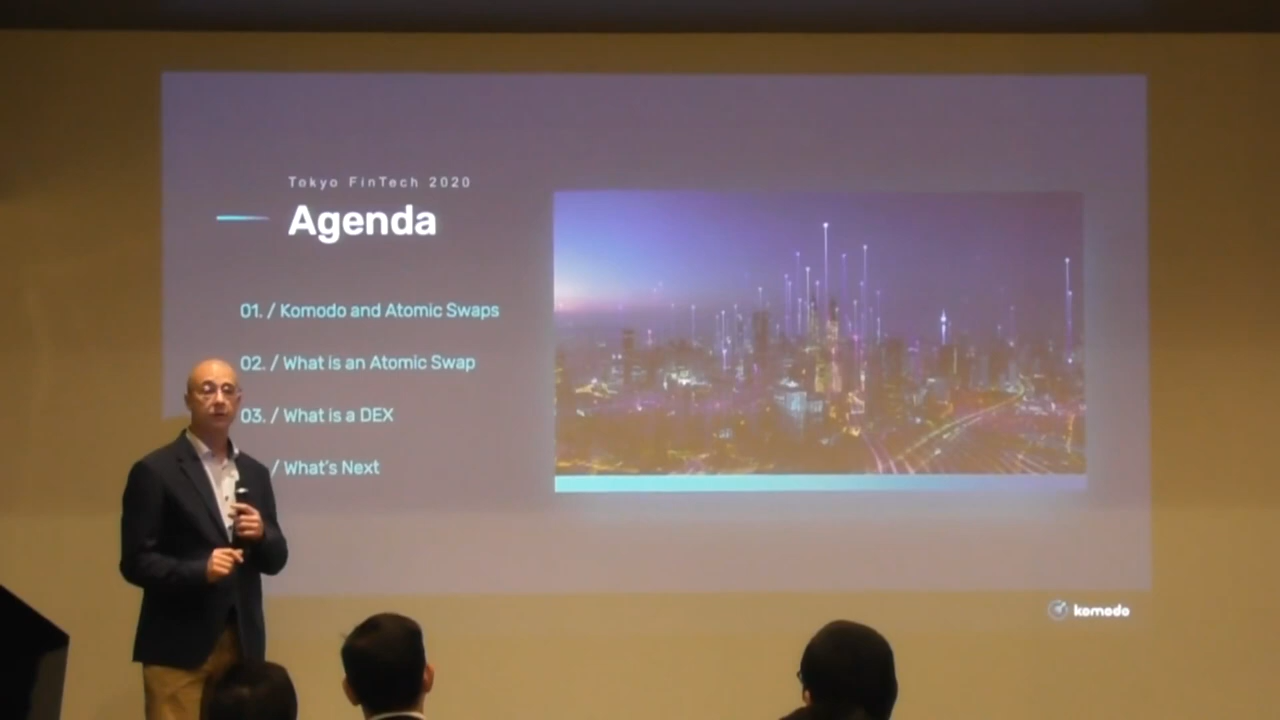 Tokyo FinTech 2020
Agenda
01. / Komodo and Atomic Swaps
02. / What is an Atomic Swap
03. / What is a DEX
/ What's Next
komodo